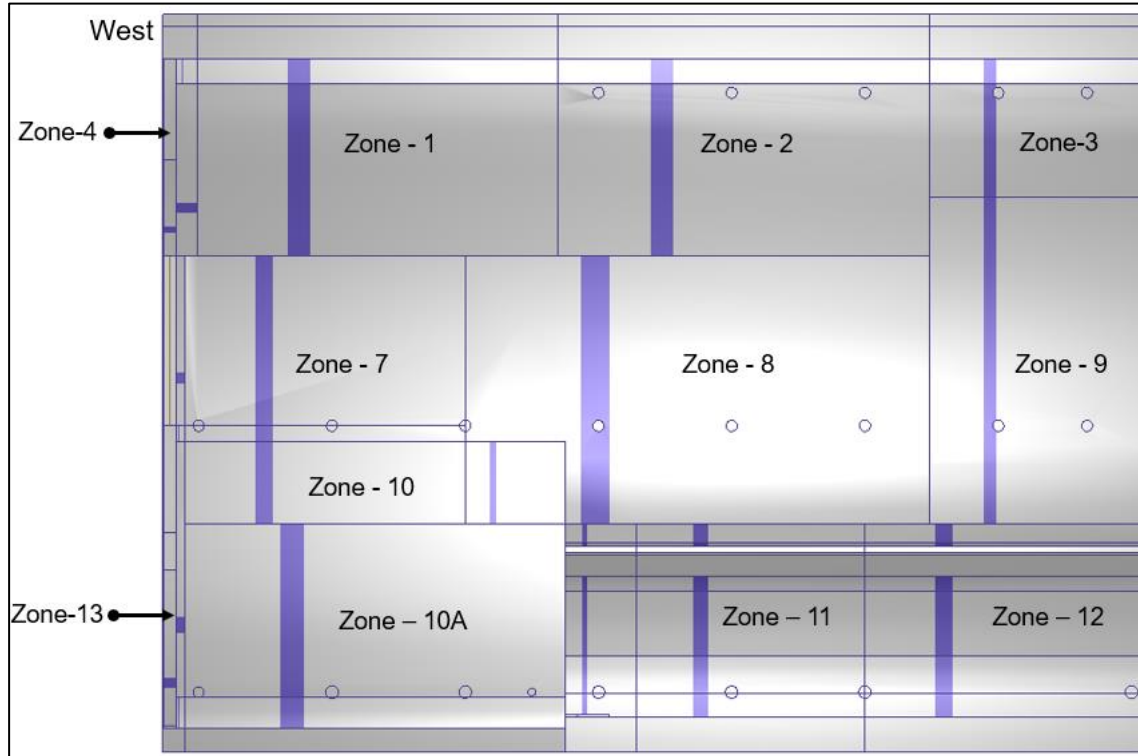 West
Zone-4
Zone - 1
Zone - 2
Zone-3
Zone - 7
Zone - 8
Zone - 9
Zone - 10
Zone-13
Zone – 10A
Zone – 11
Zone – 12